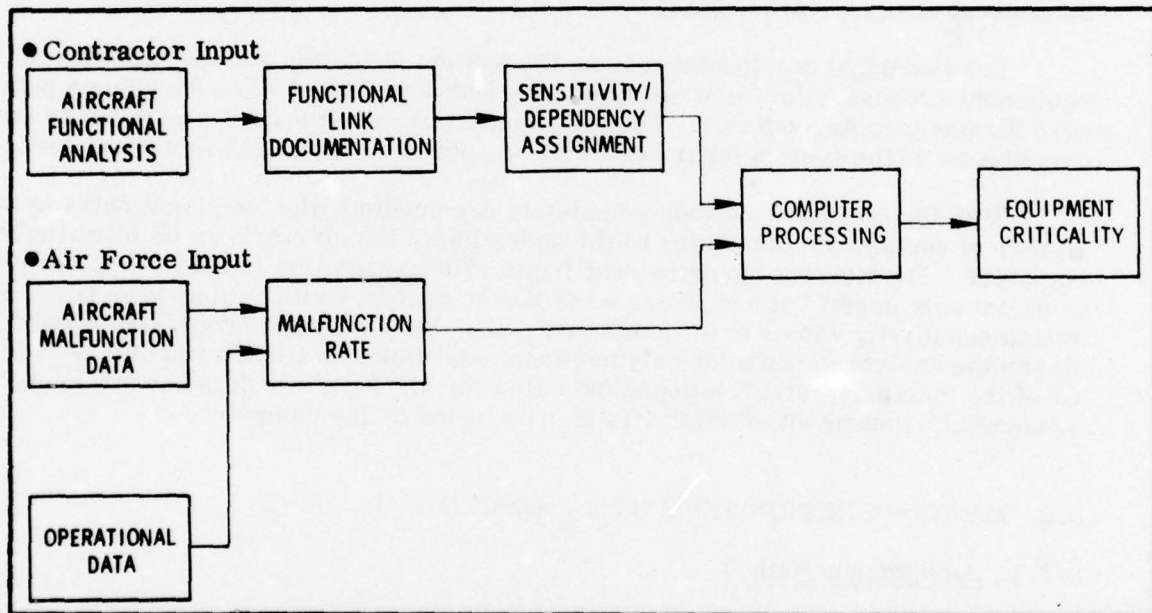 ● Contractor Input
AIRCRAFT
FUNCTIONAL
ANALYSIS
FUNCTIONAL
LINK
DOCUMENTATION
SENSITIVITY/
DEPENDENCY
ASSIGNMENT
COMPUTER
PROCESSING
EQUIPMENT
CRITICALITY
● Air Force Input
AIRCRAFT
MALFUNCTION
DATA
MALFUNCTION
RATE
OPERATIONAL
DATA